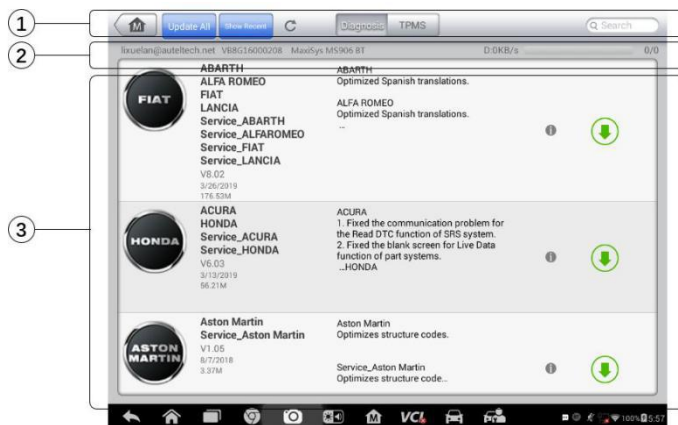 1
Update All
Show Recent
Diagnosis
TPMS
Search
2
lixuelan@auteltech.net VB8G16000208 MaxiSys MS906 BT
D:0KB/s
0/0
3
FIAT
ABARTH
ALFA ROMEO
FIAT
LANCIA
Service_ABARTH
Service_ALFAROMEO
Service_FIAT
Service_LANCIA
V8.02
3/26/2019
176.53M
ABARTH
Optimized Spanish translations.
ALFA ROMEO
Optimized Spanish translations.
...
HONDA
ACURA
HONDA
Service_ACURA
Service_HONDA
V6.03
3/13/2019
56.21M
ACURA
1. Fixed the communication problem for
the Read DTC function of SRS system.
2. Fixed the blank screen for Live Data
function of part systems.
...HONDA
ASTON
MARTIN
Aston Martin
Service_Aston Martin
V1.05
8/7/2018
3.37M
Aston Martin
Optimizes structure codes.
Service_Aston Martin
Optimizes structure code...
VCI
100%
5:57